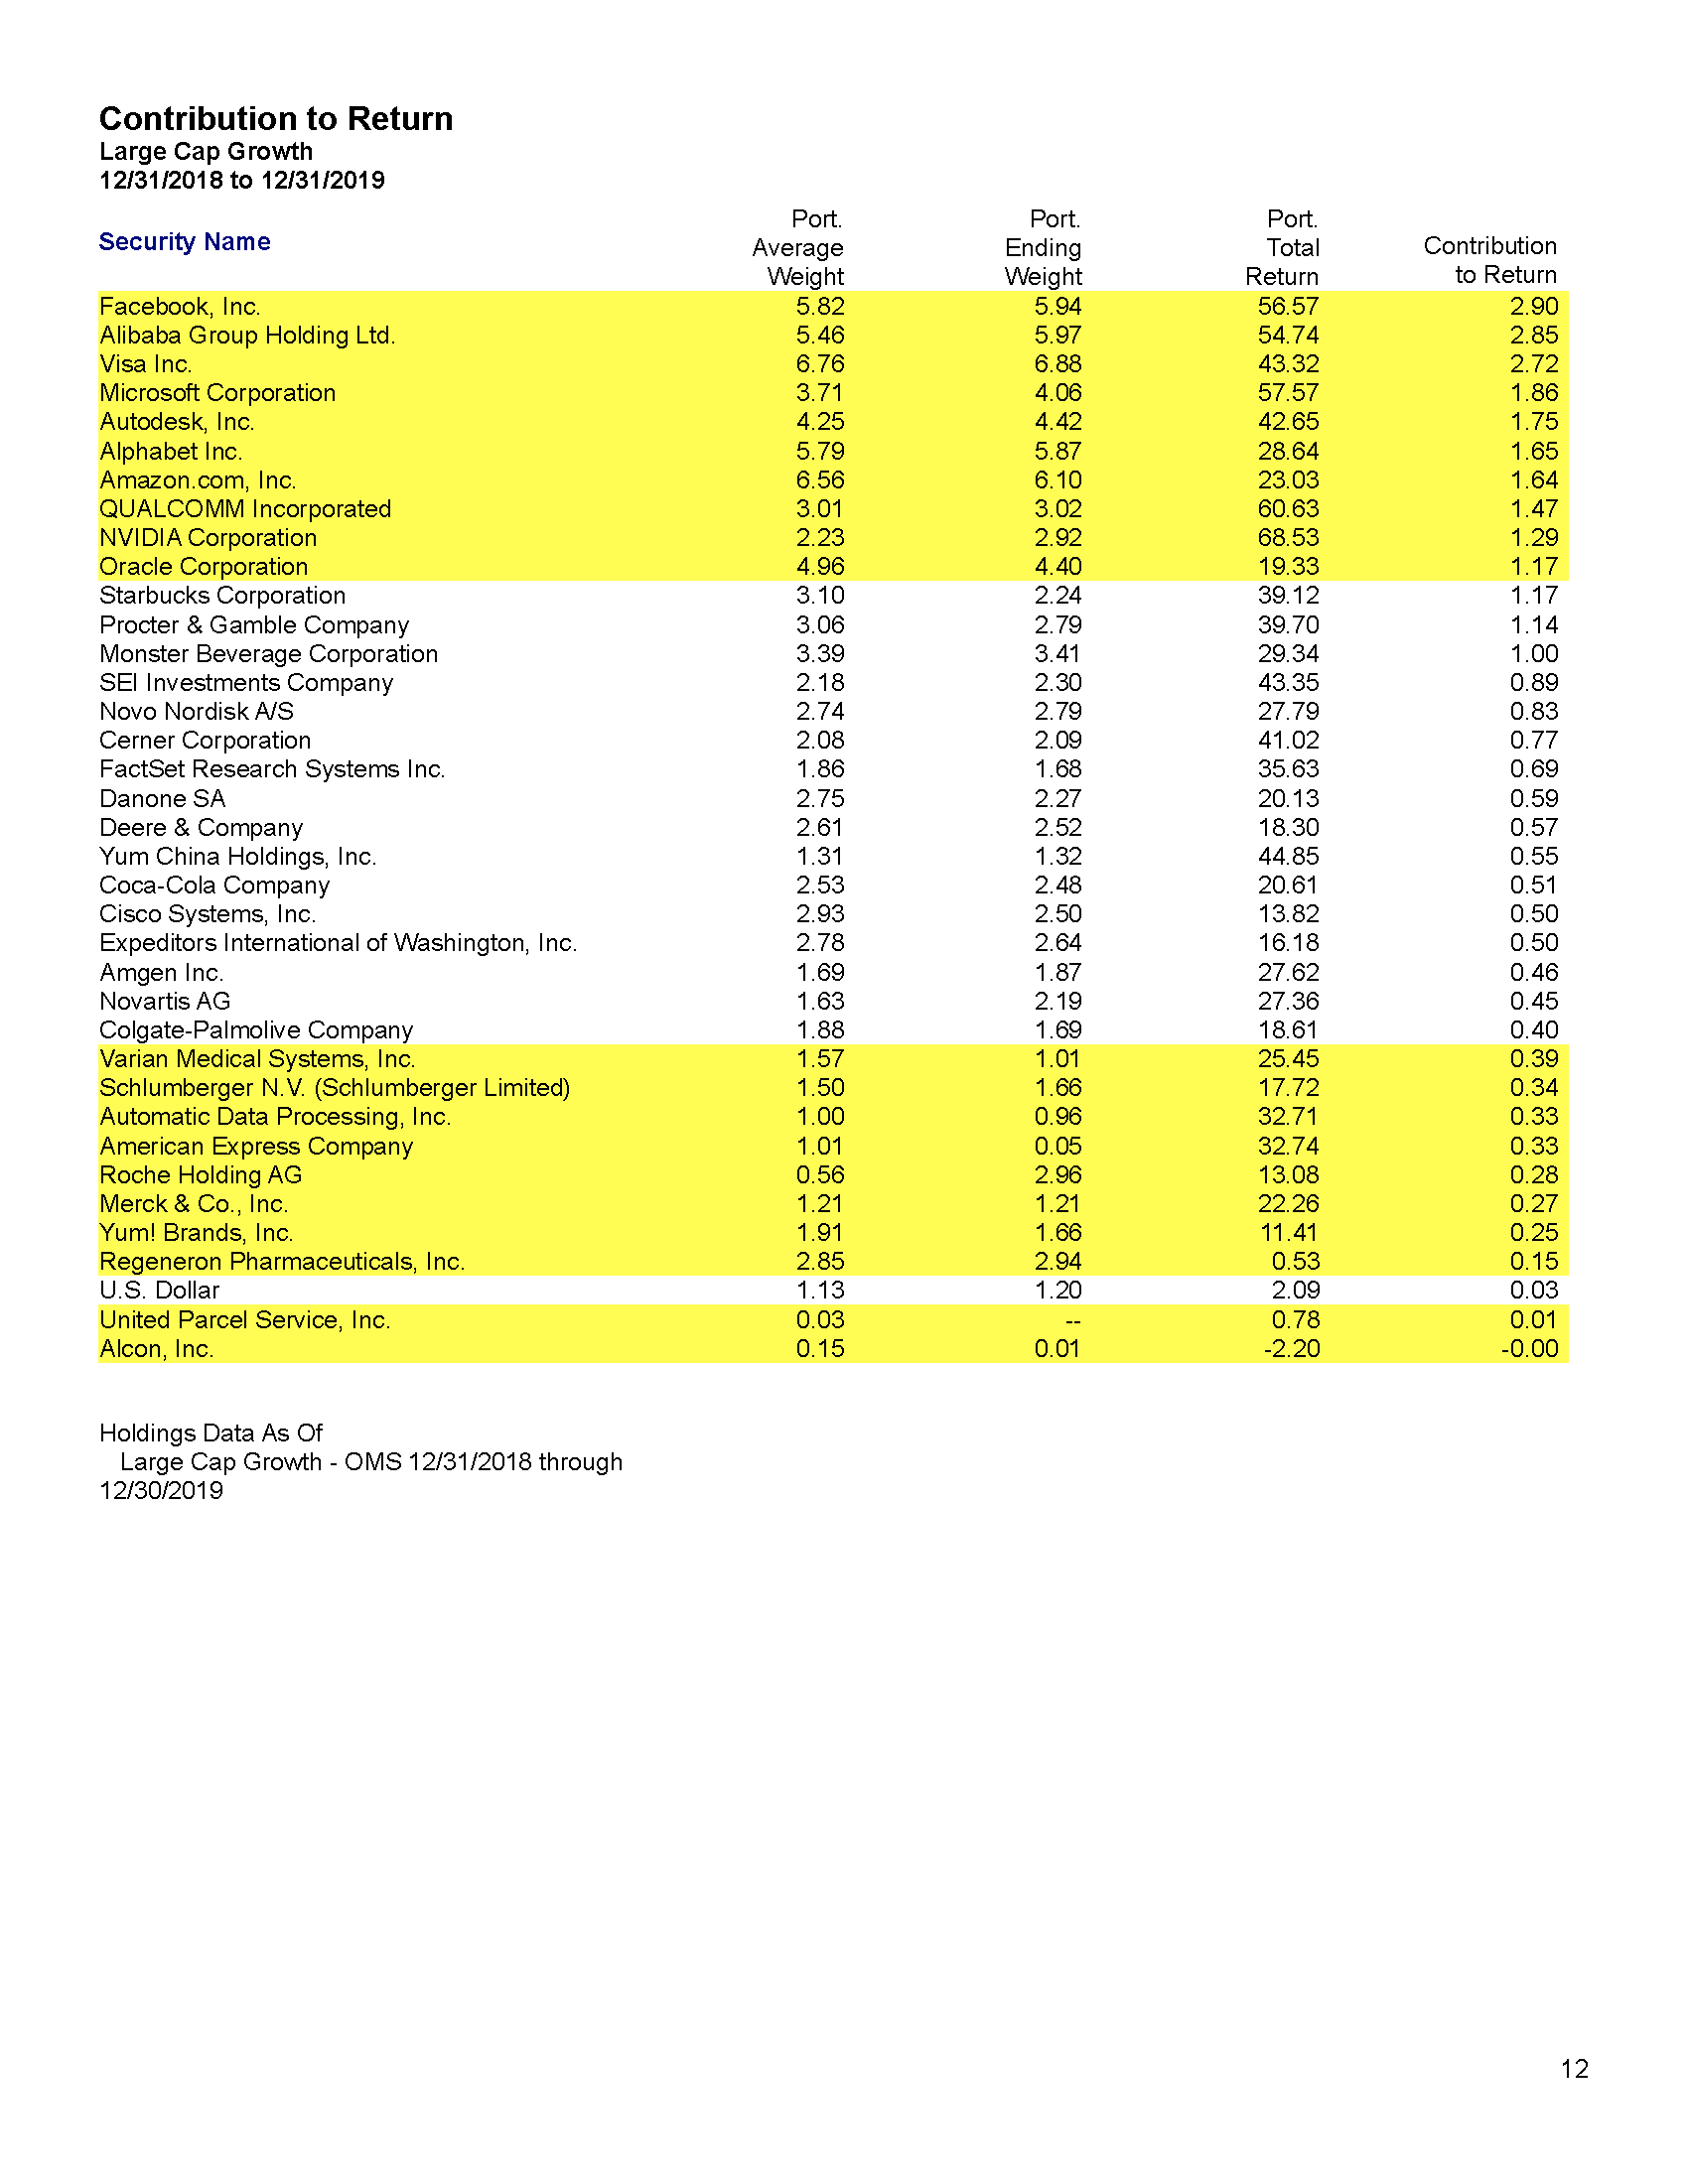 Contribution to Return
Large Cap Growth
12/31/2018 to 12/31/2019
Security Name Port. Average Weight Port. Ending Weight Port. Total Return Contribution to Return
Facebook, Inc. 5.82 5.94 56.57 2.90
Alibaba Group Holding Ltd. 5.46 5.97 54.74 2.85
Visa Inc. 6.76 6.88 43.32 2.72
Microsoft Corporation 3.71 4.06 57.57 1.86
Autodesk, Inc. 4.25 4.42 42.65 1.75
Alphabet Inc. 5.79 5.87 28.64 1.65
Amazon.com, Inc. 6.56 6.10 23.03 1.64
QUALCOMM Incorporated 3.01 3.02 60.63 1.47
NVIDIA Corporation 2.23 2.92 68.53 1.29
Oracle Corporation 4.96 4.40 19.33 1.17
Starbucks Corporation 3.10 2.24 39.12 1.17
Procter & Gamble Company 3.06 2.79 39.70 1.14
Monster Beverage Corporation 3.39 3.41 29.34 1.00
SEI Investments Company 2.18 2.30 43.35 0.89
Novo Nordisk A/S 2.74 2.79 27.79 0.83
Cerner Corporation 2.08 2.09 41.02 0.77
FactSet Research Systems Inc. 1.86 1.68 35.63 0.69
Danone SA 2.75 2.27 20.13 0.59
Deere & Company 2.61 2.52 18.30 0.57
Yum China Holdings, Inc. 1.31 1.32 44.85 0.55
Coca-Cola Company 2.53 2.48 20.61 0.51
Cisco Systems, Inc. 2.93 2.50 13.82 0.50
Expeditors International of Washington, Inc. 2.78 2.64 16.18 0.50
Amgen Inc. 1.69 1.87 27.62 0.46
Novartis AG 1.63 2.19 27.36 0.45
Colgate-Palmolive Company 1.88 1.69 18.61 0.40
Varian Medical Systems, Inc. 1.57 1.01 25.45 0.39
Schlumberger N.V. (Schlumberger Limited) 1.50 1.66 17.72 0.34
Automatic Data Processing, Inc. 1.00 0.96 32.71 0.33
American Express Company 1.01 0.05 32.74 0.33
Roche Holding AG 0.56 2.96 13.08 0.28
Merck & Co., Inc. 1.21 1.21 22.26 0.27
Yum! Brands, Inc. 1.91 1.66 11.41 0.25
Regeneron Pharmaceuticals, Inc. 2.85 2.94 0.53 0.15
U.S. Dollar 1.13 1.20 2.09 0.03
United Parcel Service, Inc. 0.03 -- 0.78 0.01
Alcon, Inc. 0.15 0.01 -2.20 -0.00
Holdings Data As Of
Large Cap Growth - OMS 12/31/2018 through
12/30/2019
12